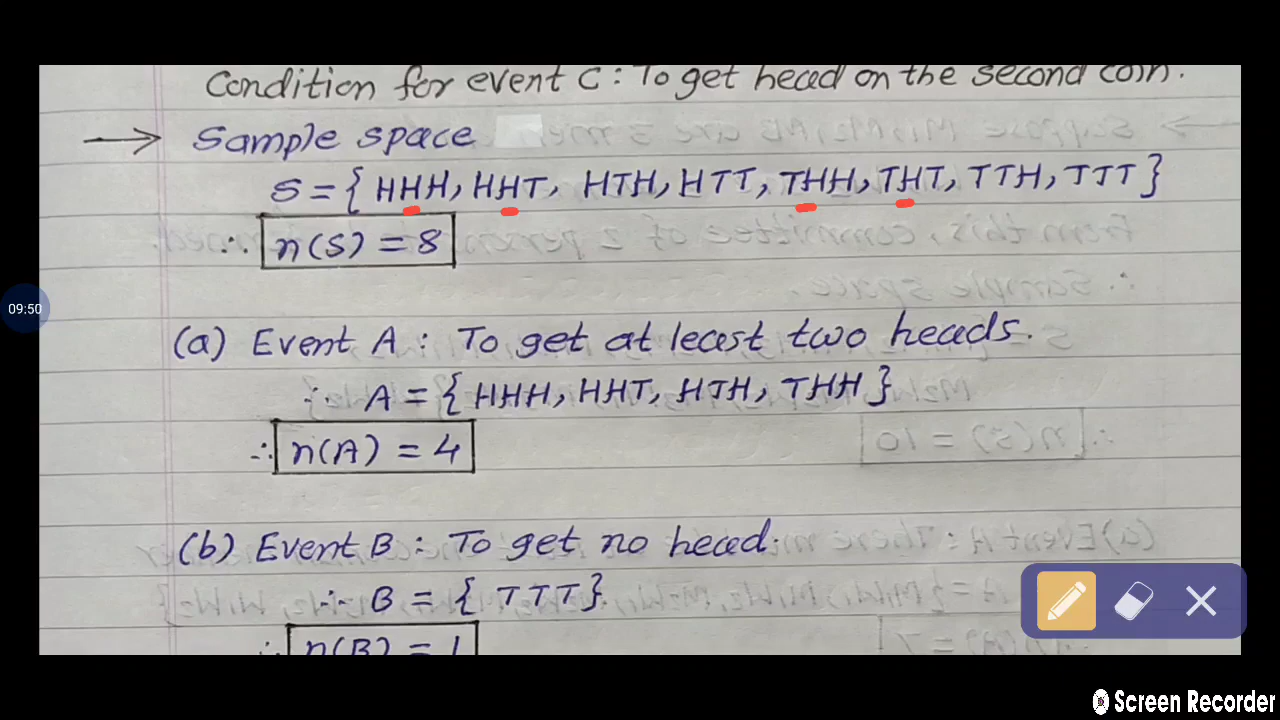 Condition for event C : To get head on the second coin.
→ Sample space
S = { HHH, HHT, HTH, HTT, THH, THT, TTH, TTT }
∴ n(S) = 8
09:50
(a) Event A : To get at least two heads.
∴ A = { HHH, HHT, HTH, THH }
∴ n(A) = 4
(b) Event B : To get no head.
∴ B = { TTT }
∴ n(B) = 1
Screen Recorder